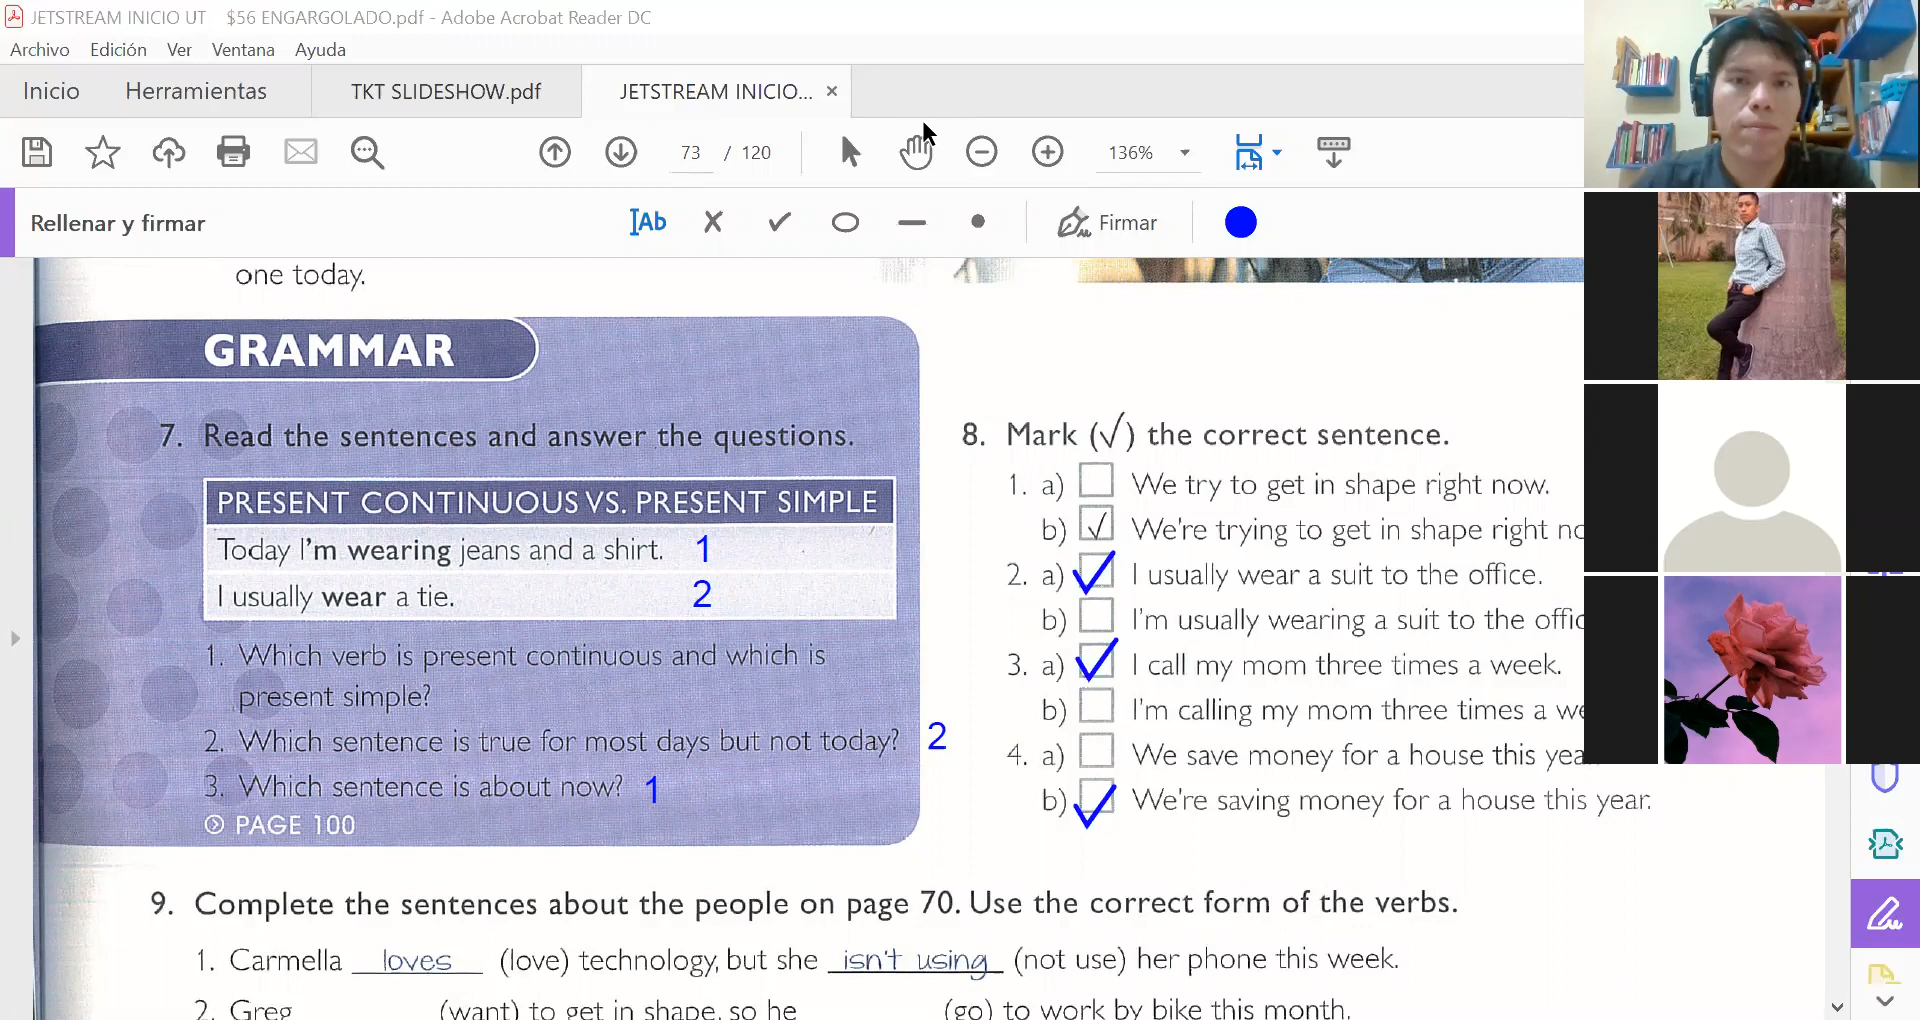 JETSTREAM INICIO UT $56 ENGARGOLADO.pdf - Adobe Acrobat Reader DC
Archivo Edición Ver Ventana Ayuda
Inicio Herramientas TKT SLIDESHOW.pdf JETSTREAM INICIO... ×
73 / 120 136%
Rellenar y firmar IAb Firmar
one today.
GRAMMAR
7. Read the sentences and answer the questions.
PRESENT CONTINUOUS VS. PRESENT SIMPLE
Today I'm wearing jeans and a shirt. 1
I usually wear a tie. 2
1. Which verb is present continuous and which is
present simple?
2. Which sentence is true for most days but not today? 2
3. Which sentence is about now? 1
PAGE 100
8. Mark (√) the correct sentence.
1. a) We try to get in shape right now.
b) √ We're trying to get in shape right no
2. a) ✓ I usually wear a suit to the office.
b) I'm usually wearing a suit to the offic
3. a) ✓ I call my mom three times a week.
b) I'm calling my mom three times a we
4. a) We save money for a house this yea
b) ✓ We're saving money for a house this year.
9. Complete the sentences about the people on page 70. Use the correct form of the verbs.
1. Carmella loves (love) technology, but she isn't using (not use) her phone this week.
2. Greg (want) to get in shape, so he (go) to work by bike this month.